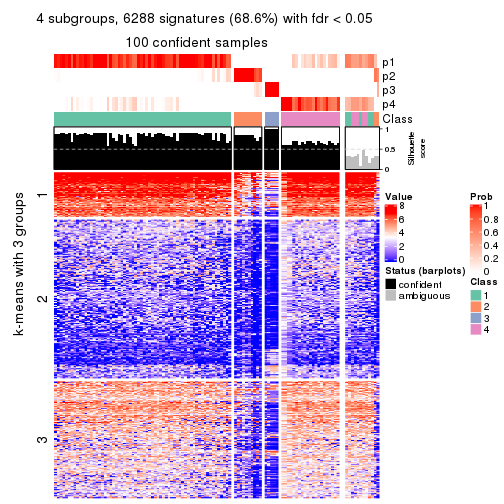 4 subgroups, 6288 signatures (68.6%) with fdr < 0.05
100 confident samples
p1
p2
p3
p4
Class
1
0.5
0
Silhouette
score
k-means with 3 groups
1
2
3
Value
8
6
4
2
0
Status (barplots)
confident
ambiguous
Prob
1
0.8
0.6
0.4
0.2
0
Class
1
2
3
4